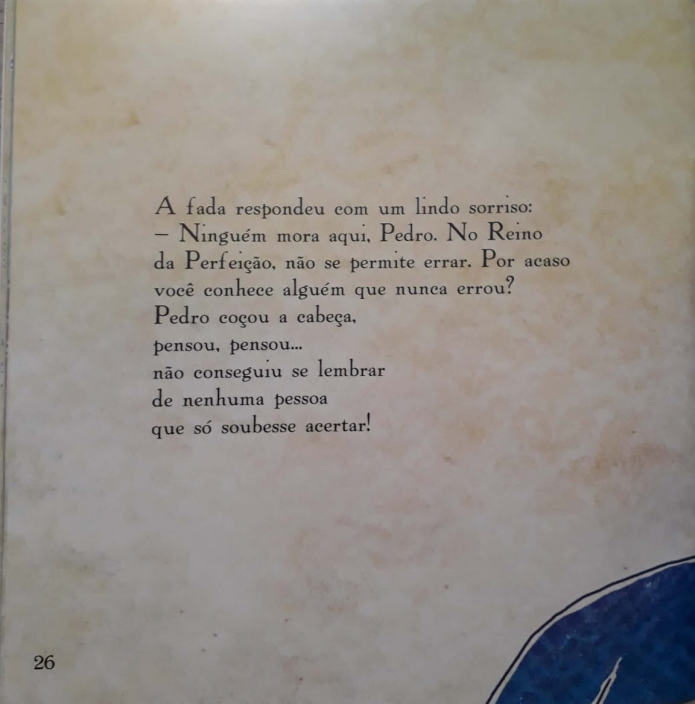 A fada respondeu com um lindo sorriso:
– Ninguém mora aqui, Pedro. No Reino
da Perfeição, não se permite errar. Por acaso
você conhece alguém que nunca errou?
Pedro coçou a cabeça,
pensou, pensou...
não conseguiu se lembrar
de nenhuma pessoa
que só soubesse acertar!
26